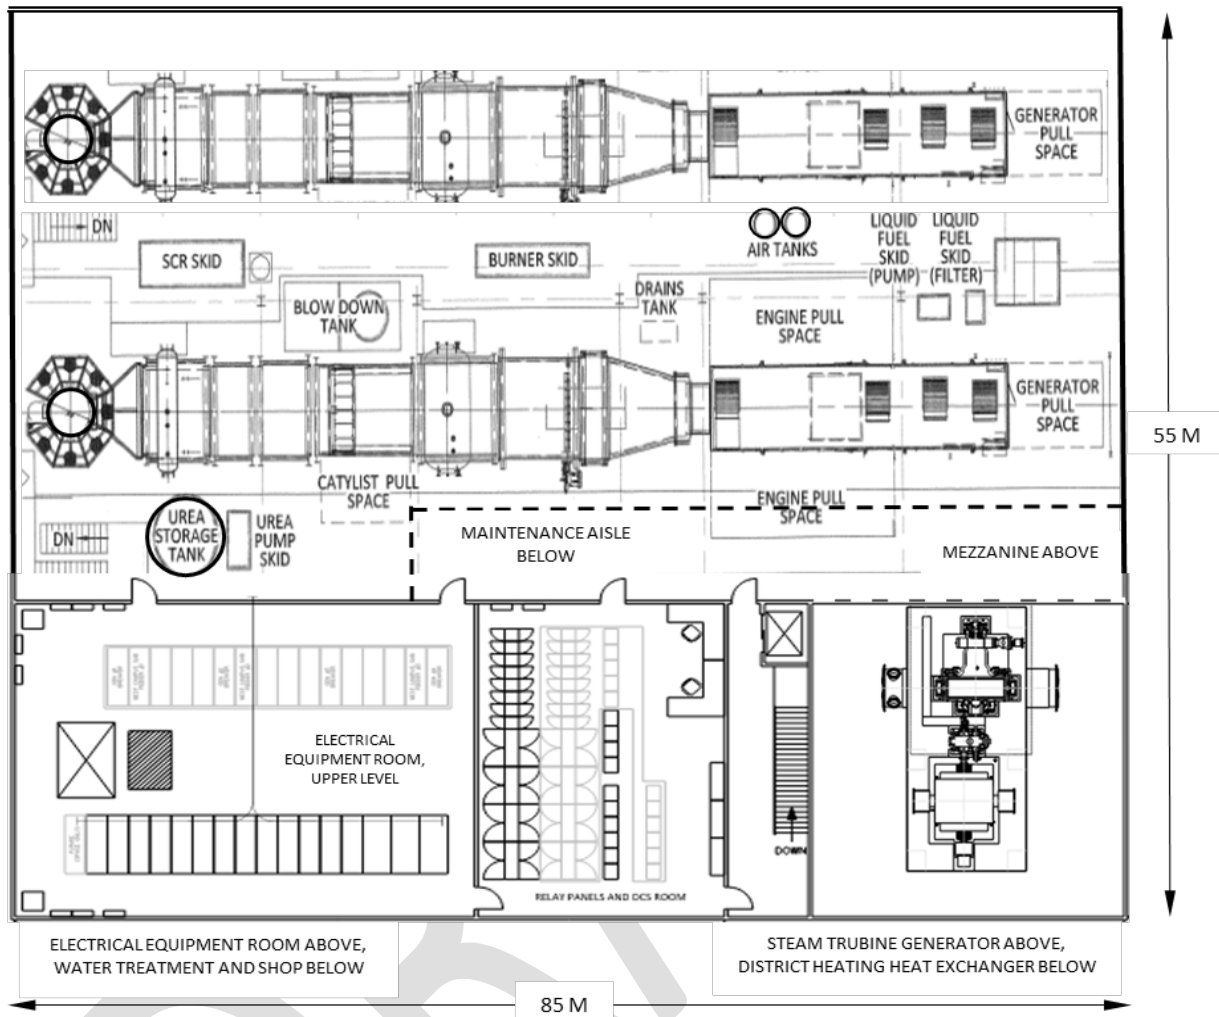 GENERATOR
PULL
SPACE
DN
SCR SKID
BURNER SKID
AIR TANKS
LIQUID
FUEL
SKID
(PUMP)
LIQUID
FUEL
SKID
(FILTER)
BLOW DOWN
TANK
DRAINS
TANK
ENGINE PULL
SPACE
GENERATOR
PULL
SPACE
55 M
CATYLIST PULL
SPACE
ENGINE PULL
SPACE
DN
UREA
STORAGE
TANK
UREA
PUMP
SKID
MAINTENANCE AISLE
BELOW
MEZZANINE ABOVE
ELECTRICAL
EQUIPMENT ROOM,
UPPER LEVEL
DOWN
RELAY PANELS AND DCS ROOM
ELECTRICAL EQUIPMENT ROOM ABOVE,
WATER TREATMENT AND SHOP BELOW
STEAM TRUBINE GENERATOR ABOVE,
DISTRICT HEATING HEAT EXCHANGER BELOW
85 M